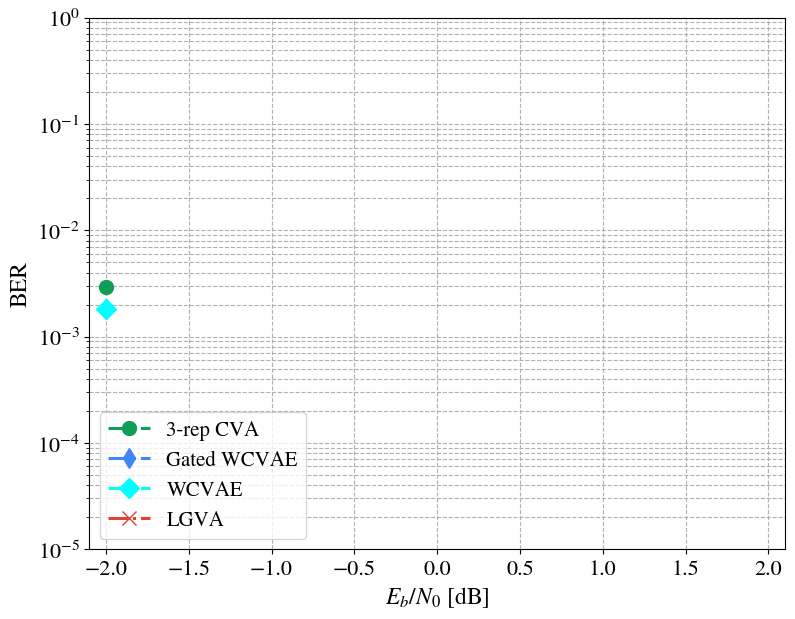 10⁰
10⁻¹
10⁻²
10⁻³
10⁻⁴
10⁻⁵
BER
3-rep CVA
Gated WCVAE
WCVAE
LGVA
−2.0 −1.5 −1.0 −0.5 0.0 0.5 1.0 1.5 2.0
E_b/N_0 [dB]